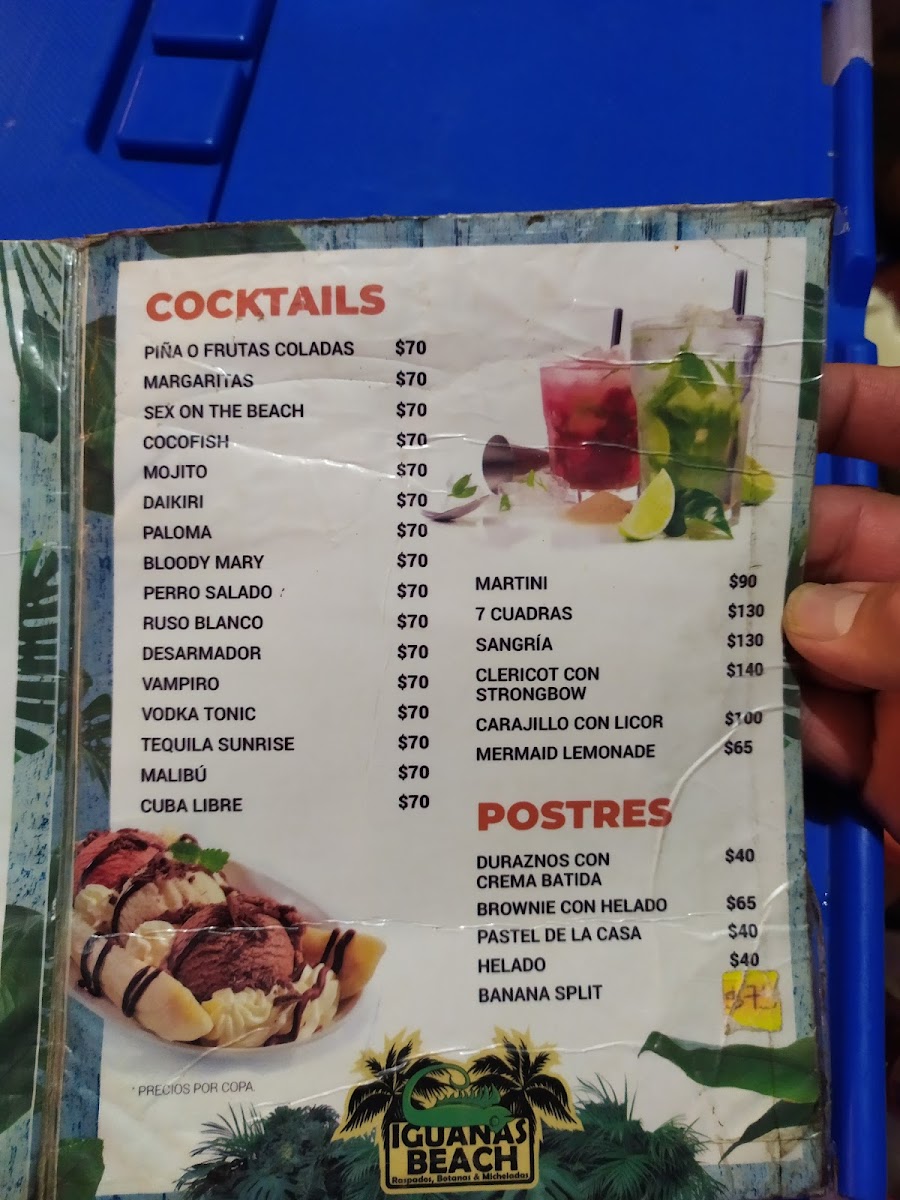 COCKTAILS
PIÑA O FRUTAS COLADAS $70
MARGARITAS $70
SEX ON THE BEACH $70
COCOFISH $70
MOJITO $70
DAIKIRI $70
PALOMA $70
BLOODY MARY $70
PERRO SALADO $70
RUSO BLANCO $70
DESARMADOR $70
VAMPIRO $70
VODKA TONIC $70
TEQUILA SUNRISE $70
MALIBÚ $70
CUBA LIBRE $70
MARTINI $90
7 CUADRAS $130
SANGRÍA $130
CLERICOT CON $140
STRONGBOW
CARAJILLO CON LICOR $100
MERMAID LEMONADE $65
POSTRES
DURAZNOS CON $40
CREMA BATIDA
BROWNIE CON HELADO $65
PASTEL DE LA CASA $40
HELADO $40
BANANA SPLIT
*PRECIOS POR COPA
IGUANAS
BEACH
Raspados, Botanas & Micheladas